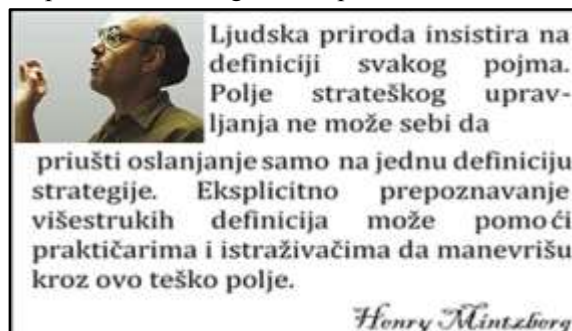 Ljudska priroda insistira na
definiciji svakog pojma.
Polje strateškog uprav-
ljanja ne može sebi da
priušti oslanjanje samo na jednu definiciju
strategije. Eksplicitno prepoznavanje
višestrukih definicija može pomoći
praktičarima i istraživačima da manevrišu
kroz ovo teško polje.
Henry Mintzberg